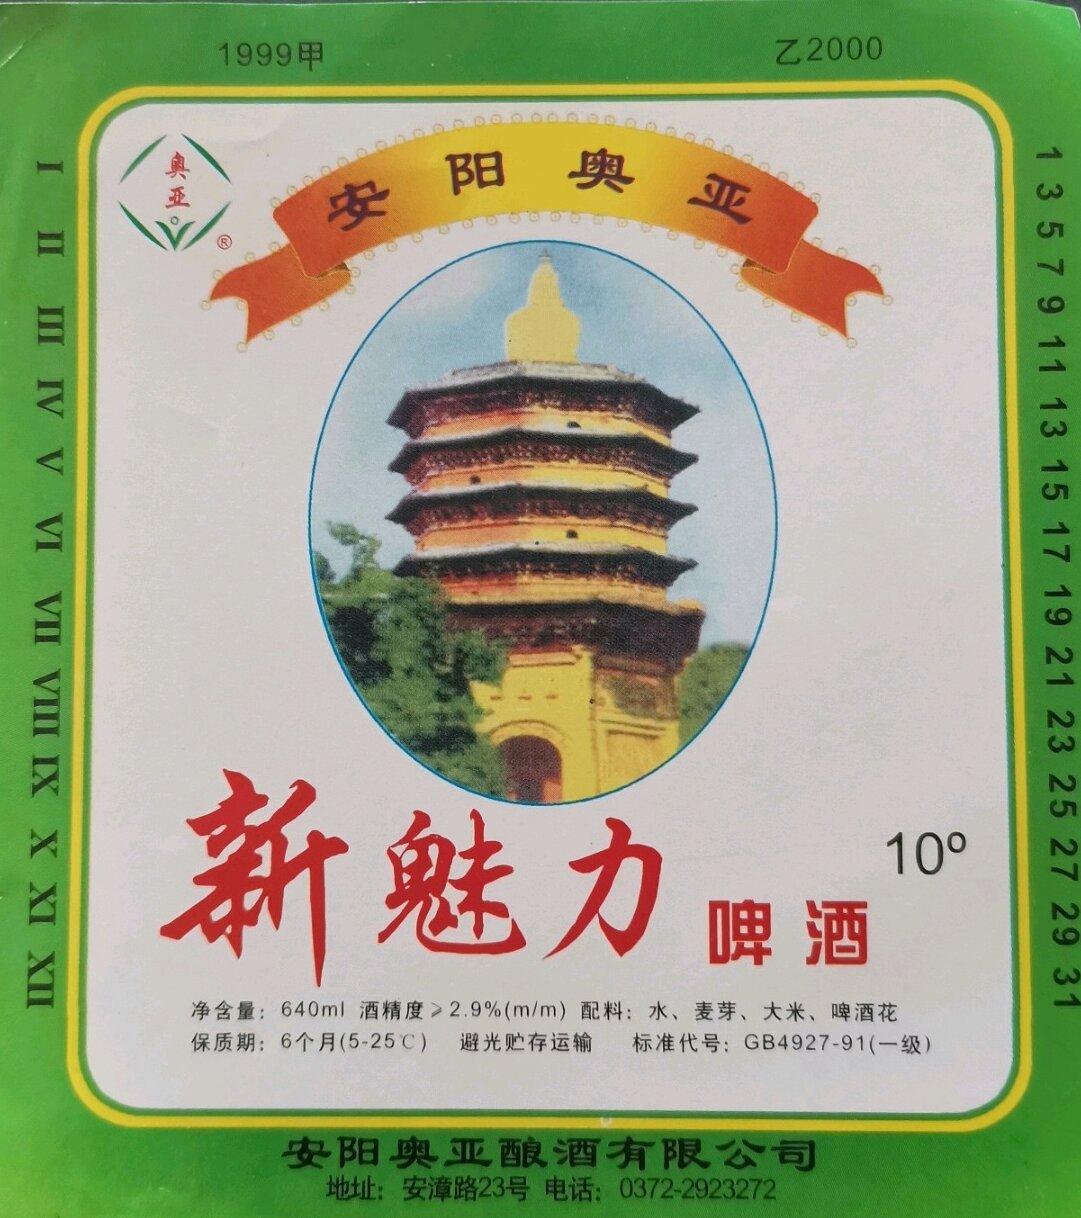 1999甲 乙2000
奥
亚
®
安阳奥亚
I II III IV V VI VII VIII IX X XI XII
1 3 5 7 9 11 13 15 17 19 21 23 25 27 29 31
新魅力 啤酒 10º
净含量：640ml 酒精度≥2.9%(m/m) 配料：水、麦芽、大米、啤酒花
保质期：6个月(5-25℃) 避光贮存运输 标准代号：GB4927-91(一级)
安阳奥亚酿酒有限公司
地址：安漳路23号 电话：0372-2923272